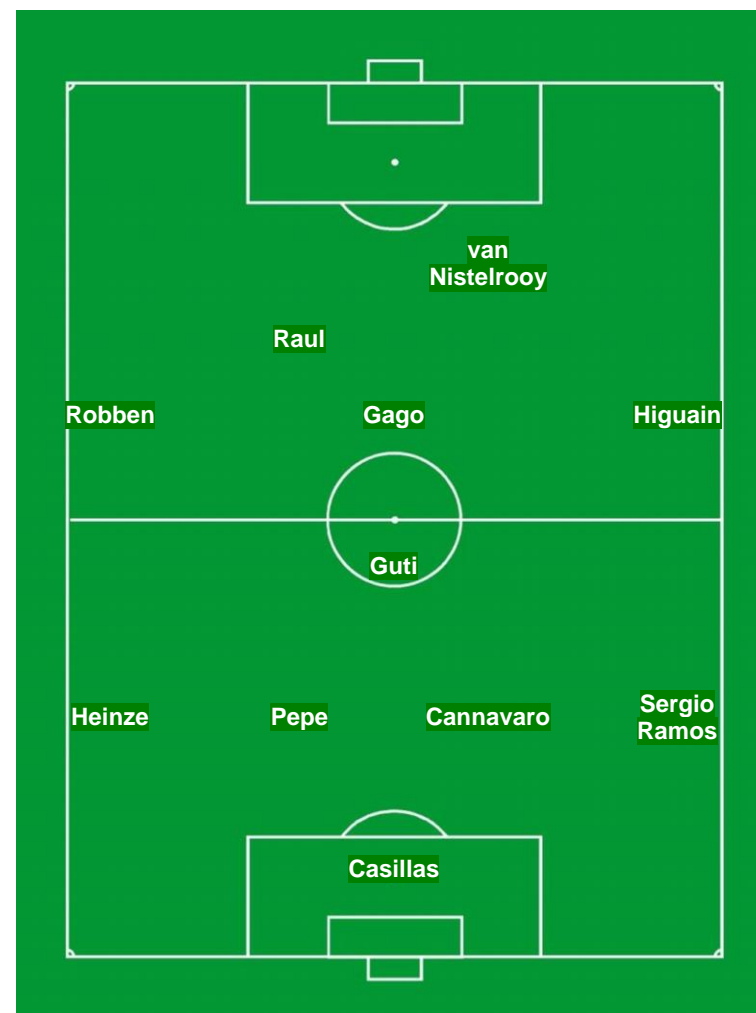 van
Nistelrooy
Raul
Robben Gago Higuain
Guti
Heinze Pepe Cannavaro Sergio
Ramos
Casillas